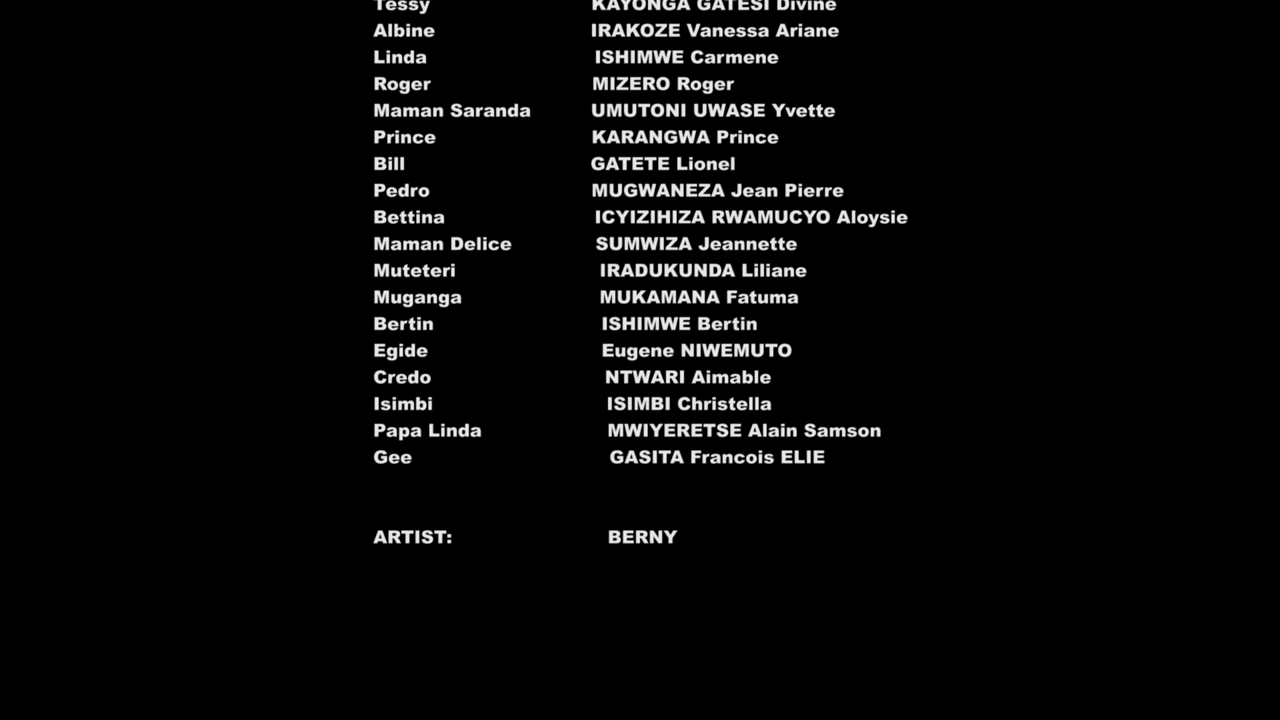 Tessy KAYONGA GATESI Divine
Albine IRAKOZE Vanessa Ariane
Linda ISHIMWE Carmene
Roger MIZERO Roger
Maman Saranda UMUTONI UWASE Yvette
Prince KARANGWA Prince
Bill GATETE Lionel
Pedro MUGWANEZA Jean Pierre
Bettina ICYIZIHIZA RWAMUCYO Aloysie
Maman Delice SUMWIZA Jeannette
Muteteri IRADUKUNDA Liliane
Muganga MUKAMANA Fatuma
Bertin ISHIMWE Bertin
Egide Eugene NIWEMUTO
Credo NTWARI Aimable
Isimbi ISIMBI Christella
Papa Linda MWIYERETSE Alain Samson
Gee GASITA Francois ELIE
ARTIST: BERNY